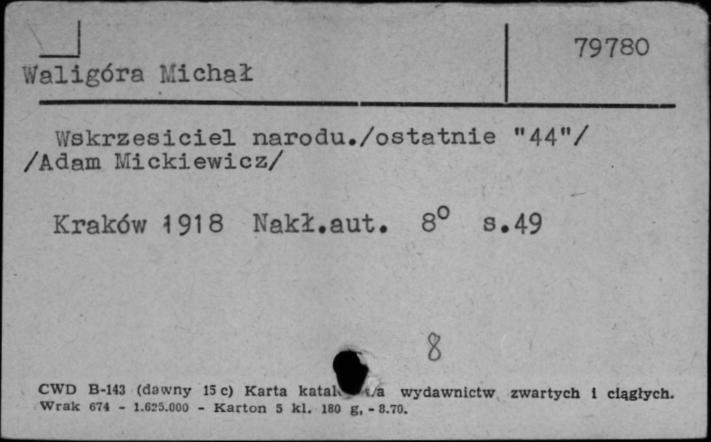 79780
Waligóra Michał
Wskrzesiciel narodu./ostatnie "44"/
/Adam Mickiewicz/
Kraków 1918 Nakł.aut. 8° s.49
8
CWD B-143 (dawny 15 c) Karta wydawnictw zwartych i ciągłych.
Wrak 674 - 1.625.000 - Karton 5 kl. 180 g, - 8.70.